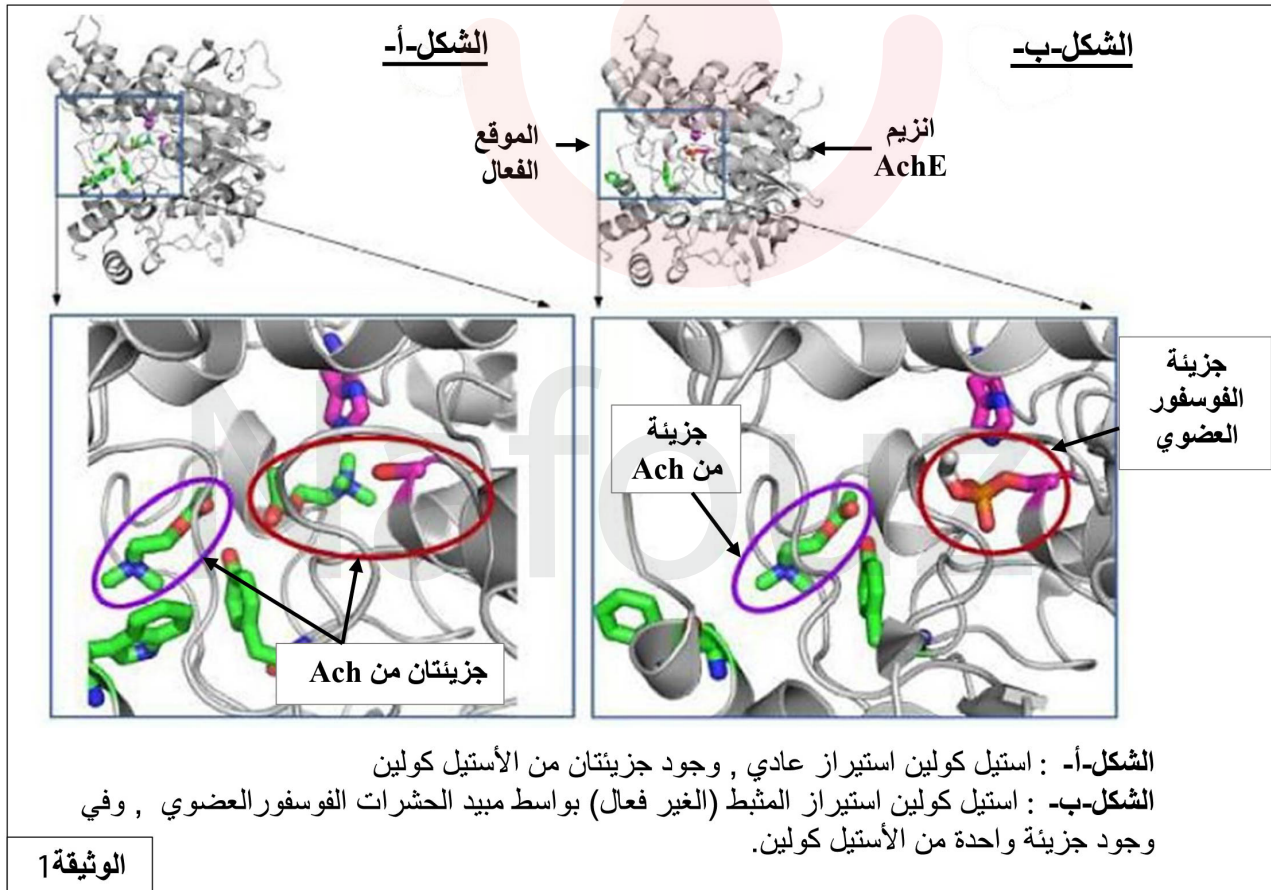 الشكل-أ-
الشكل-ب-
الموقع
الفعال
انزيم
AchE
جزيئة
الفوسفور
العضوي
جزيئة
من Ach
جزيئتان من Ach
Nsfouz
الشكل-أ- : استيل كولين استيراز عادي , وجود جزيئتان من الأستيل كولين
الشكل-ب- : استيل كولين استيراز المثبط (الغير فعال) بواسط مبيد الحشرات الفوسفورالعضوي , وفي
وجود جزيئة واحدة من الأستيل كولين.
الوثيقة1